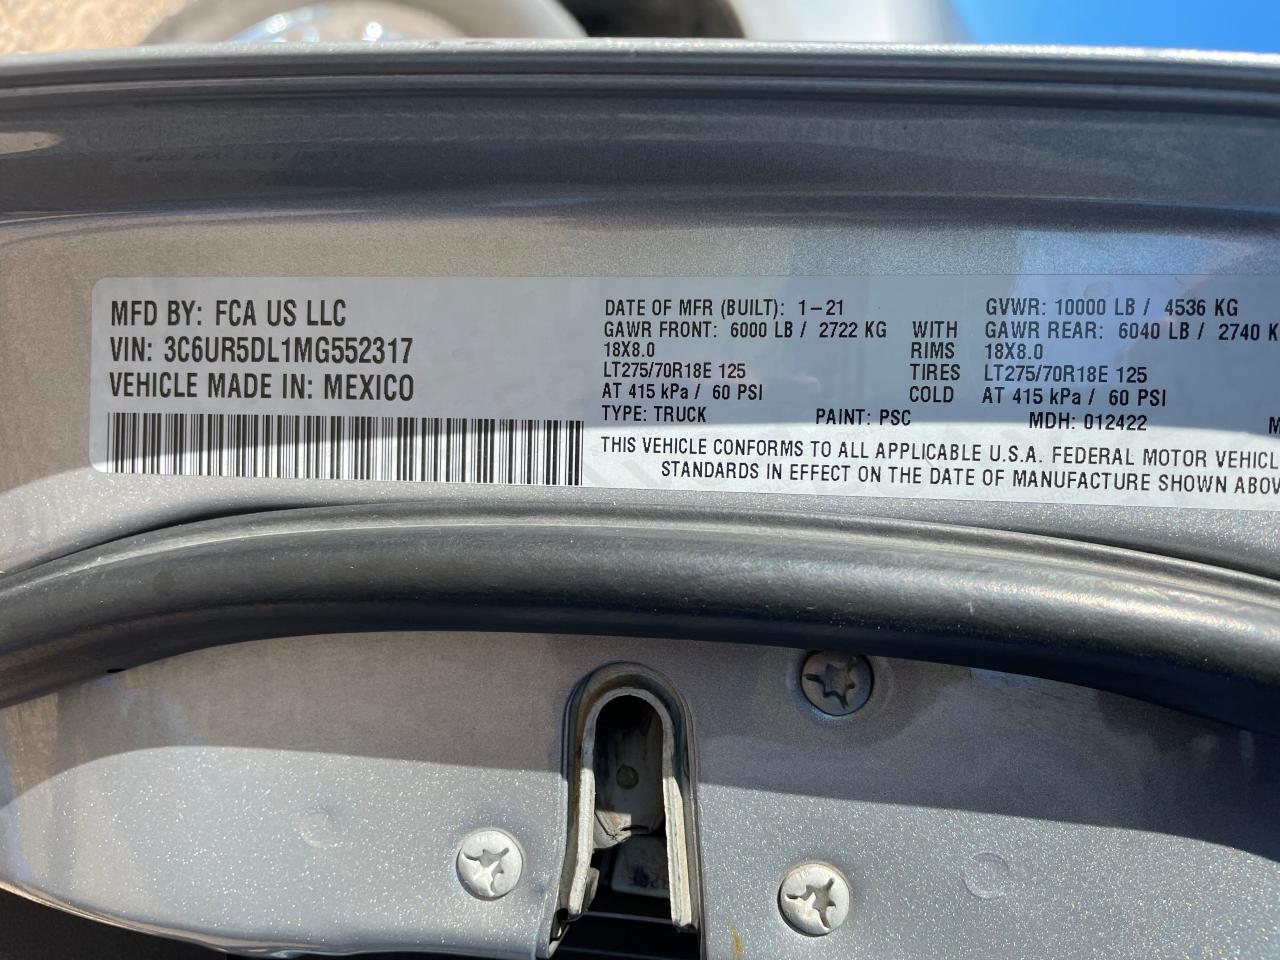 MFD BY: FCA US LLC
VIN: 3C6UR5DL1MG552317
VEHICLE MADE IN: MEXICO
DATE OF MFR (BUILT): 1-21 GVWR: 10000 LB / 4536 KG
GAWR FRONT: 6000 LB / 2722 KG WITH GAWR REAR: 6040 LB / 2740 K
18X8.0 RIMS 18X8.0
LT275/70R18E 125 TIRES LT275/70R18E 125
AT 415 kPa / 60 PSI COLD AT 415 kPa / 60 PSI
TYPE: TRUCK PAINT: PSC MDH: 012422 M
THIS VEHICLE CONFORMS TO ALL APPLICABLE U.S.A. FEDERAL MOTOR VEHICL
STANDARDS IN EFFECT ON THE DATE OF MANUFACTURE SHOWN ABOV